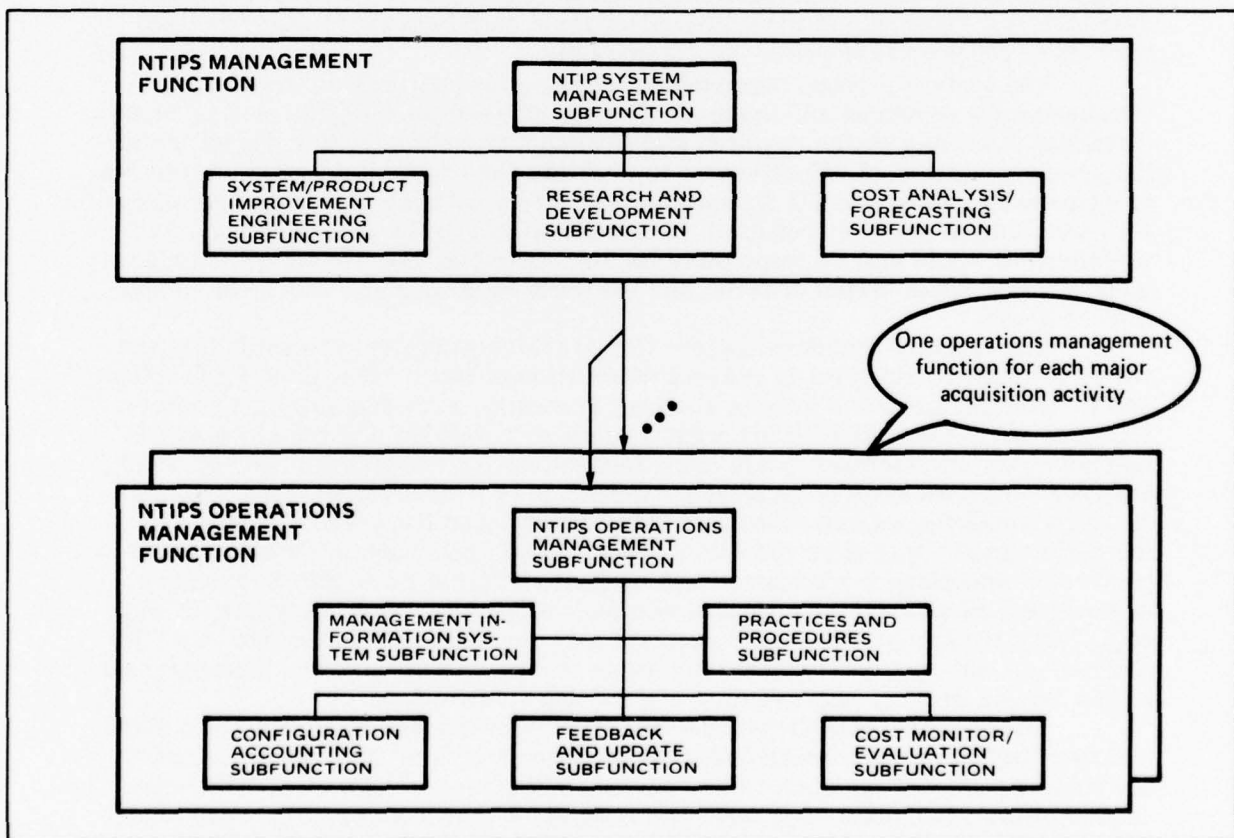 NTIPS MANAGEMENT
FUNCTION
NTIP SYSTEM
MANAGEMENT
SUBFUNCTION
SYSTEM/PRODUCT
IMPROVEMENT
ENGINEERING
SUBFUNCTION
RESEARCH AND
DEVELOPMENT
SUBFUNCTION
COST ANALYSIS/
FORECASTING
SUBFUNCTION
One operations management
function for each major
acquisition activity
NTIPS OPERATIONS
MANAGEMENT
FUNCTION
NTIPS OPERATIONS
MANAGEMENT
SUBFUNCTION
MANAGEMENT IN-
FORMATION SYS-
TEM SUBFUNCTION
PRACTICES AND
PROCEDURES
SUBFUNCTION
CONFIGURATION
ACCOUNTING
SUBFUNCTION
FEEDBACK
AND UPDATE
SUBFUNCTION
COST MONITOR/
EVALUATION
SUBFUNCTION